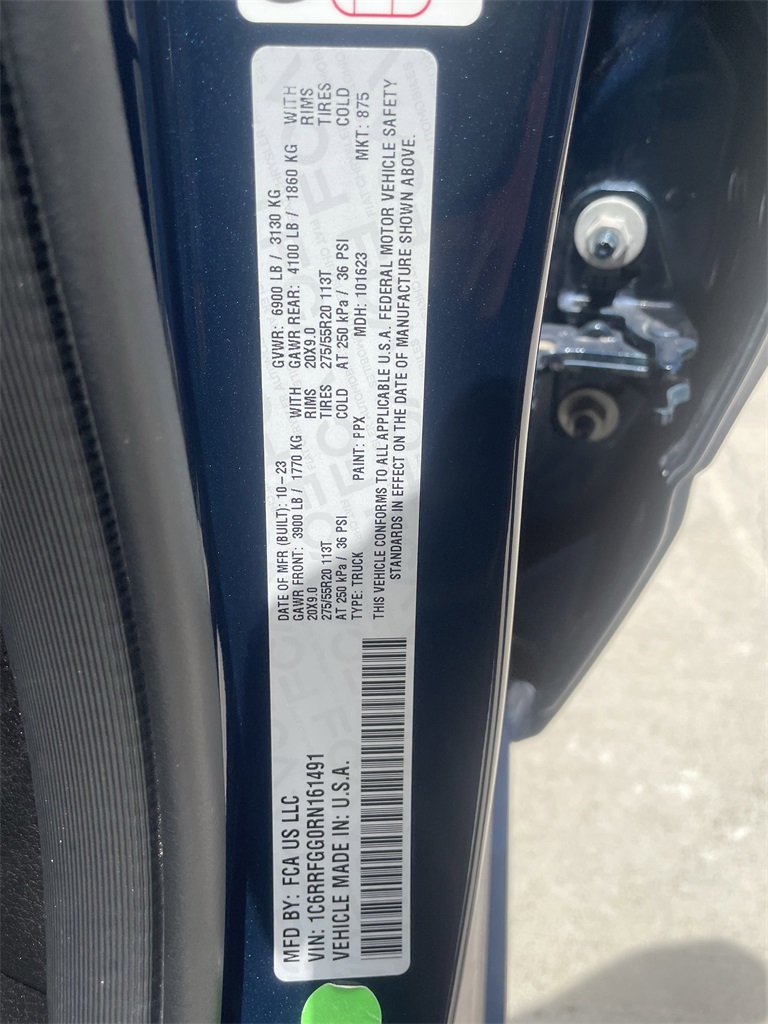 MFD BY: FCA US LLC
VIN: 1C6RRFGG0RN161491
VEHICLE MADE IN: U.S.A.
DATE OF MFR (BUILT): 10-23 GVWR: 6900 LB / 3130 KG
GAWR FRONT: 3900 LB / 1770 KG WITH GAWR REAR: 4100 LB / 1860 KG WITH
20X9.0 RIMS 20X9.0 RIMS
275/55R20 113T TIRES 275/55R20 113T TIRES
AT 250 kPa / 36 PSI COLD AT 250 kPa / 36 PSI COLD
TYPE: TRUCK PAINT: PPX MDH: 101623 MKT: 875
THIS VEHICLE CONFORMS TO ALL APPLICABLE U.S.A. FEDERAL MOTOR VEHICLE SAFETY
STANDARDS IN EFFECT ON THE DATE OF MANUFACTURE SHOWN ABOVE.